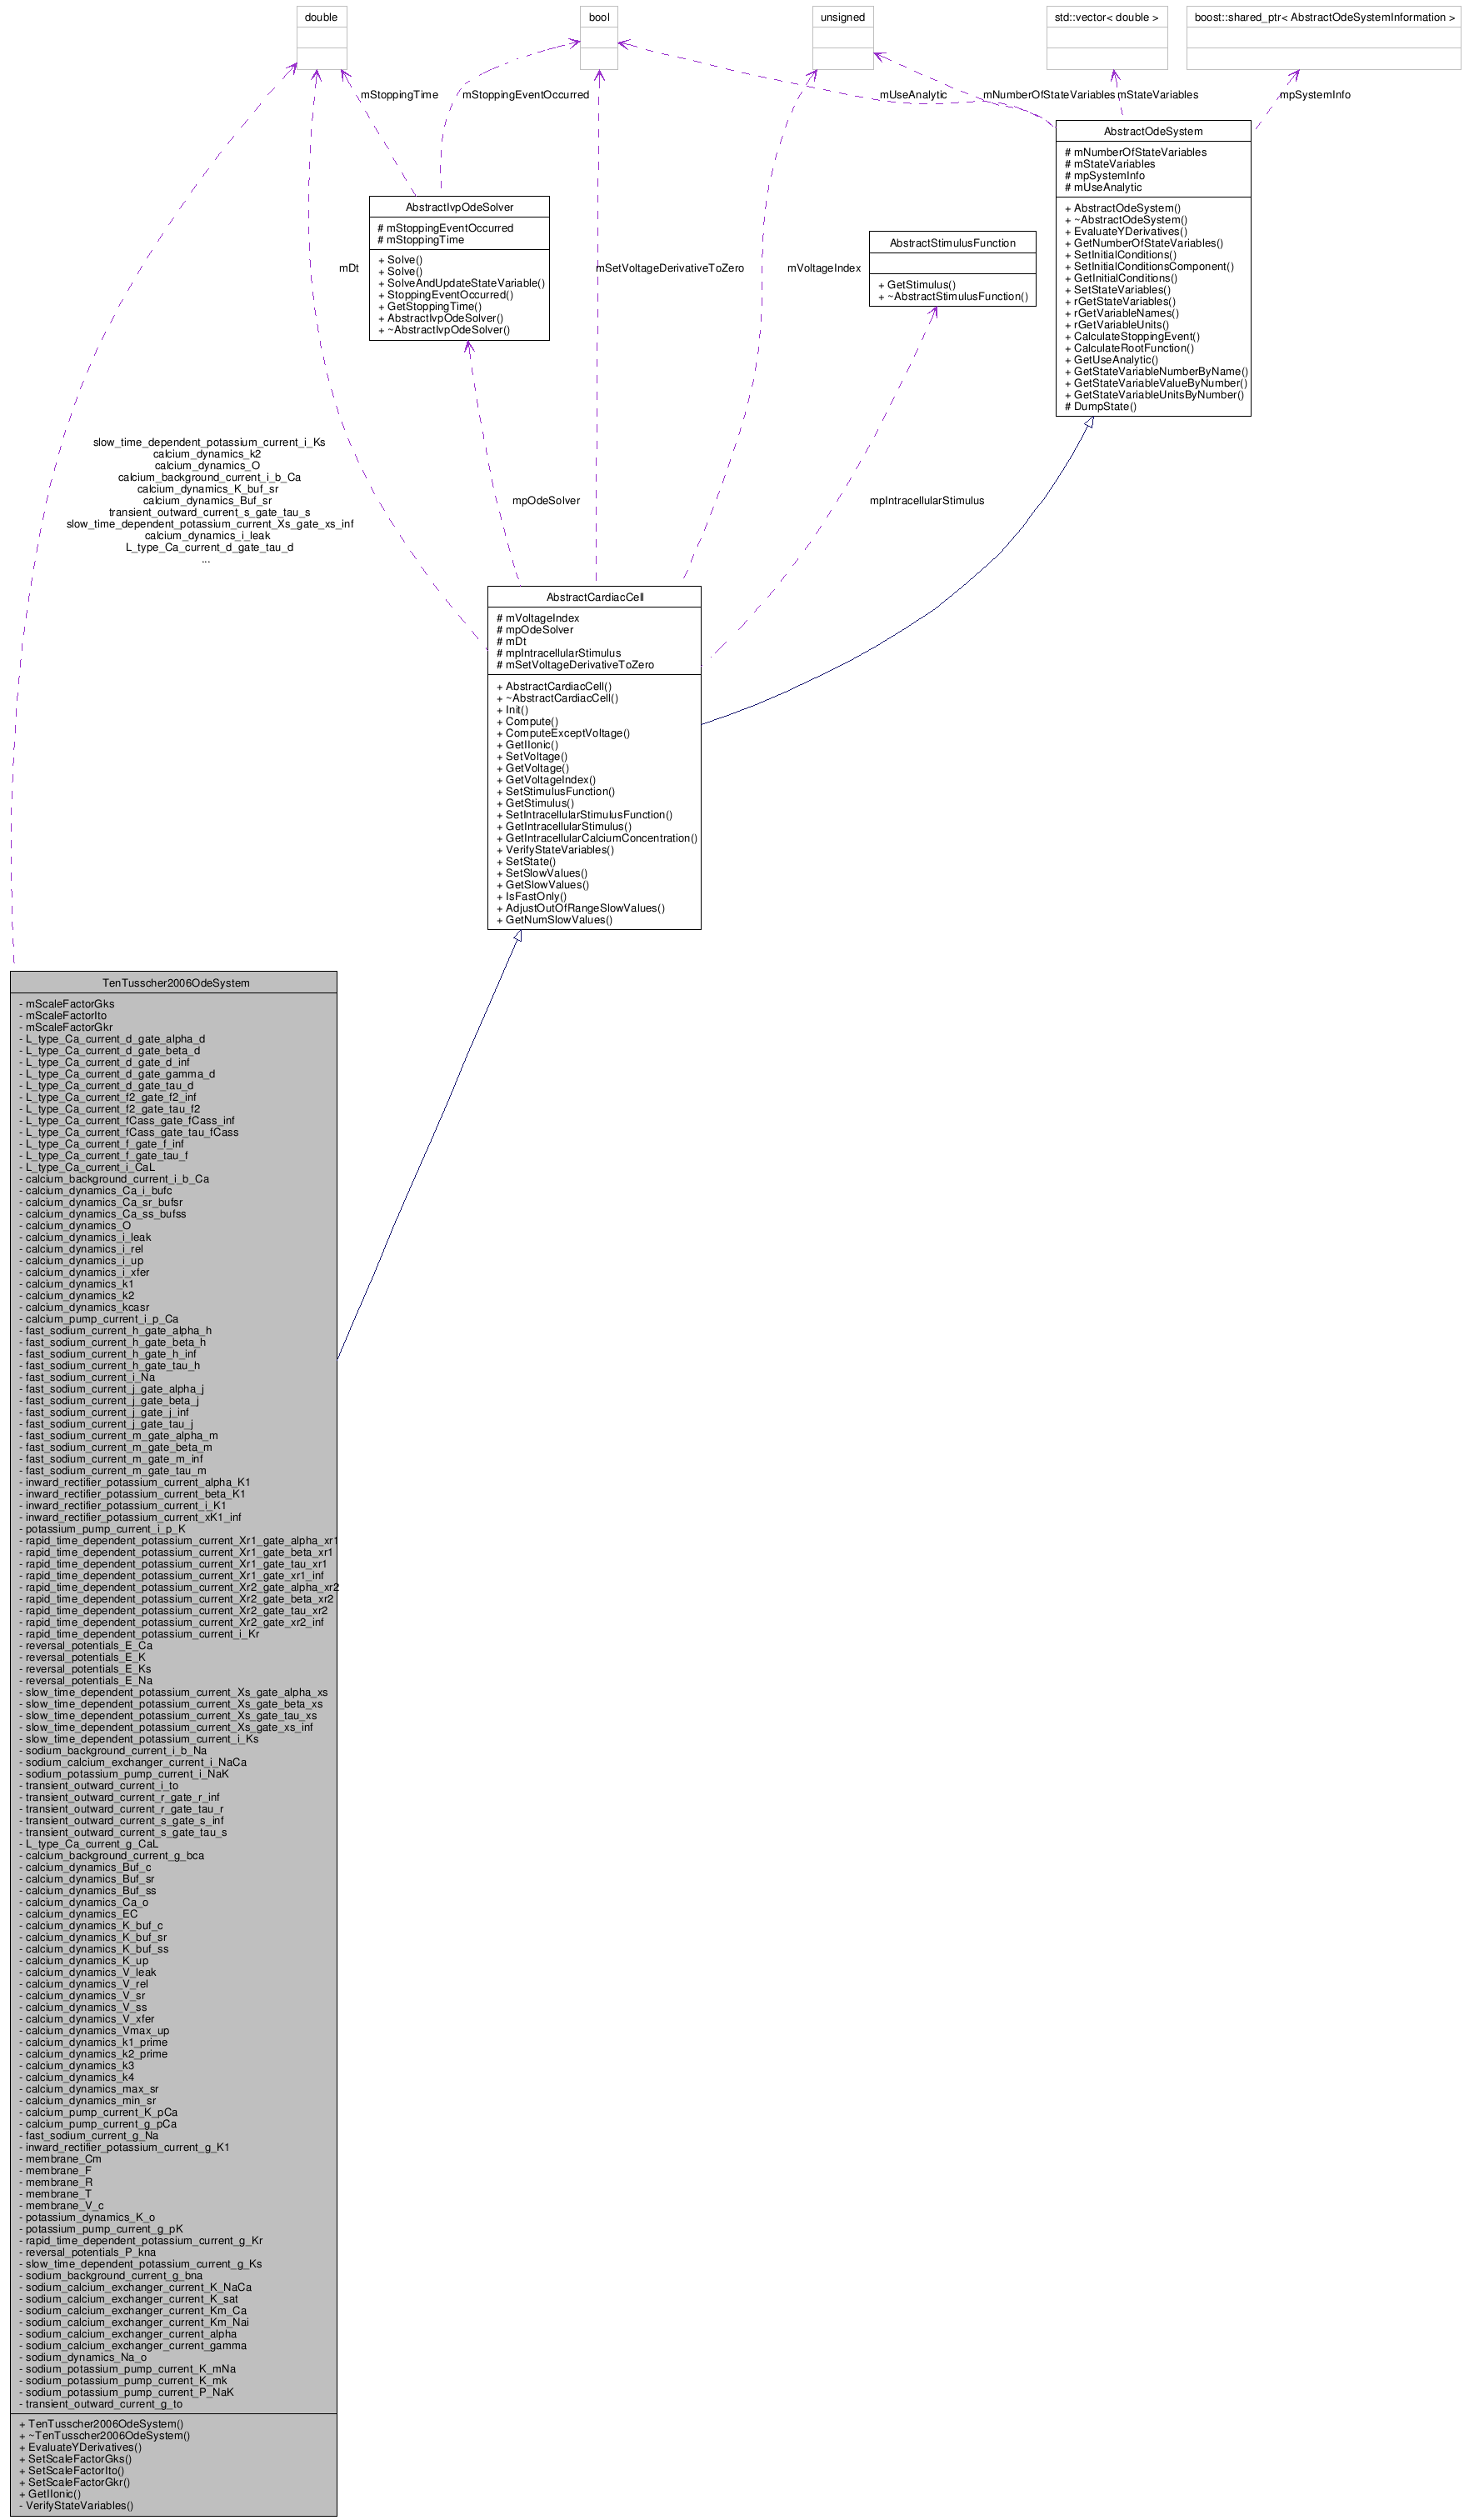 double
bool
unsigned
std::vector< double >
boost::shared_ptr< AbstractOdeSystemInformation >
mStoppingTime
mStoppingEventOccurred
mUseAnalytic
mNumberOfStateVariables
mStateVariables
mpSystemInfo
AbstractOdeSystem
# mNumberOfStateVariables
# mStateVariables
# mpSystemInfo
# mUseAnalytic
+ AbstractOdeSystem()
+ ~AbstractOdeSystem()
+ EvaluateYDerivatives()
+ GetNumberOfStateVariables()
+ SetInitialConditions()
+ SetInitialConditionsComponent()
+ GetInitialConditions()
+ SetStateVariables()
+ rGetStateVariables()
+ rGetVariableNames()
+ rGetVariableUnits()
+ CalculateStoppingEvent()
+ CalculateRootFunction()
+ GetUseAnalytic()
+ GetStateVariableNumberByName()
+ GetStateVariableValueByNumber()
+ GetStateVariableUnitsByNumber()
# DumpState()
AbstractIvpOdeSolver
# mStoppingEventOccurred
# mStoppingTime
+ Solve()
+ Solve()
+ SolveAndUpdateStateVariable()
+ StoppingEventOccurred()
+ GetStoppingTime()
+ AbstractIvpOdeSolver()
+ ~AbstractIvpOdeSolver()
AbstractStimulusFunction
+ GetStimulus()
+ ~AbstractStimulusFunction()
mDt
mSetVoltageDerivativeToZero
mVoltageIndex
slow_time_dependent_potassium_current_i_Ks
calcium_dynamics_k2
calcium_dynamics_O
calcium_background_current_i_b_Ca
calcium_dynamics_K_buf_sr
calcium_dynamics_Buf_sr
transient_outward_current_s_gate_tau_s
slow_time_dependent_potassium_current_Xs_gate_xs_inf
calcium_dynamics_i_leak
L_type_Ca_current_d_gate_tau_d
...
mpOdeSolver
mpIntracellularStimulus
AbstractCardiacCell
# mVoltageIndex
# mpOdeSolver
# mDt
# mpIntracellularStimulus
# mSetVoltageDerivativeToZero
+ AbstractCardiacCell()
+ ~AbstractCardiacCell()
+ Init()
+ Compute()
+ ComputeExceptVoltage()
+ GetIIonic()
+ SetVoltage()
+ GetVoltage()
+ GetVoltageIndex()
+ SetStimulusFunction()
+ GetStimulus()
+ SetIntracellularStimulusFunction()
+ GetIntracellularStimulus()
+ GetIntracellularCalciumConcentration()
+ VerifyStateVariables()
+ SetState()
+ SetSlowValues()
+ GetSlowValues()
+ IsFastOnly()
+ AdjustOutOfRangeSlowValues()
+ GetNumSlowValues()
TenTusscher2006OdeSystem
- mScaleFactorGks
- mScaleFactorIto
- mScaleFactorGkr
- L_type_Ca_current_d_gate_alpha_d
- L_type_Ca_current_d_gate_beta_d
- L_type_Ca_current_d_gate_d_inf
- L_type_Ca_current_d_gate_gamma_d
- L_type_Ca_current_d_gate_tau_d
- L_type_Ca_current_f2_gate_f2_inf
- L_type_Ca_current_f2_gate_tau_f2
- L_type_Ca_current_fCass_gate_fCass_inf
- L_type_Ca_current_fCass_gate_tau_fCass
- L_type_Ca_current_f_gate_f_inf
- L_type_Ca_current_f_gate_tau_f
- L_type_Ca_current_i_CaL
- calcium_background_current_i_b_Ca
- calcium_dynamics_Ca_i_bufc
- calcium_dynamics_Ca_sr_bufsr
- calcium_dynamics_Ca_ss_bufss
- calcium_dynamics_O
- calcium_dynamics_i_leak
- calcium_dynamics_i_rel
- calcium_dynamics_i_up
- calcium_dynamics_i_xfer
- calcium_dynamics_k1
- calcium_dynamics_k2
- calcium_dynamics_kcasr
- calcium_pump_current_i_p_Ca
- fast_sodium_current_h_gate_alpha_h
- fast_sodium_current_h_gate_beta_h
- fast_sodium_current_h_gate_h_inf
- fast_sodium_current_h_gate_tau_h
- fast_sodium_current_i_Na
- fast_sodium_current_j_gate_alpha_j
- fast_sodium_current_j_gate_beta_j
- fast_sodium_current_j_gate_j_inf
- fast_sodium_current_j_gate_tau_j
- fast_sodium_current_m_gate_alpha_m
- fast_sodium_current_m_gate_beta_m
- fast_sodium_current_m_gate_m_inf
- fast_sodium_current_m_gate_tau_m
- inward_rectifier_potassium_current_alpha_K1
- inward_rectifier_potassium_current_beta_K1
- inward_rectifier_potassium_current_i_K1
- inward_rectifier_potassium_current_xK1_inf
- potassium_pump_current_i_p_K
- rapid_time_dependent_potassium_current_Xr1_gate_alpha_xr1
- rapid_time_dependent_potassium_current_Xr1_gate_beta_xr1
- rapid_time_dependent_potassium_current_Xr1_gate_tau_xr1
- rapid_time_dependent_potassium_current_Xr1_gate_xr1_inf
- rapid_time_dependent_potassium_current_Xr2_gate_alpha_xr2
- rapid_time_dependent_potassium_current_Xr2_gate_beta_xr2
- rapid_time_dependent_potassium_current_Xr2_gate_tau_xr2
- rapid_time_dependent_potassium_current_Xr2_gate_xr2_inf
- rapid_time_dependent_potassium_current_i_Kr
- reversal_potentials_E_Ca
- reversal_potentials_E_K
- reversal_potentials_E_Ks
- reversal_potentials_E_Na
- slow_time_dependent_potassium_current_Xs_gate_alpha_xs
- slow_time_dependent_potassium_current_Xs_gate_beta_xs
- slow_time_dependent_potassium_current_Xs_gate_tau_xs
- slow_time_dependent_potassium_current_Xs_gate_xs_inf
- slow_time_dependent_potassium_current_i_Ks
- sodium_background_current_i_b_Na
- sodium_calcium_exchanger_current_i_NaCa
- sodium_potassium_pump_current_i_NaK
- transient_outward_current_i_to
- transient_outward_current_r_gate_r_inf
- transient_outward_current_r_gate_tau_r
- transient_outward_current_s_gate_s_inf
- transient_outward_current_s_gate_tau_s
- L_type_Ca_current_g_CaL
- calcium_background_current_g_bca
- calcium_dynamics_Buf_c
- calcium_dynamics_Buf_sr
- calcium_dynamics_Buf_ss
- calcium_dynamics_Ca_o
- calcium_dynamics_EC
- calcium_dynamics_K_buf_c
- calcium_dynamics_K_buf_sr
- calcium_dynamics_K_buf_ss
- calcium_dynamics_K_up
- calcium_dynamics_V_leak
- calcium_dynamics_V_rel
- calcium_dynamics_V_sr
- calcium_dynamics_V_ss
- calcium_dynamics_V_xfer
- calcium_dynamics_Vmax_up
- calcium_dynamics_k1_prime
- calcium_dynamics_k2_prime
- calcium_dynamics_k3
- calcium_dynamics_k4
- calcium_dynamics_max_sr
- calcium_dynamics_min_sr
- calcium_pump_current_K_pCa
- calcium_pump_current_g_pCa
- fast_sodium_current_g_Na
- inward_rectifier_potassium_current_g_K1
- membrane_Cm
- membrane_F
- membrane_R
- membrane_T
- membrane_V_c
- potassium_dynamics_K_o
- potassium_pump_current_g_pK
- rapid_time_dependent_potassium_current_g_Kr
- reversal_potentials_P_kna
- slow_time_dependent_potassium_current_g_Ks
- sodium_background_current_g_bna
- sodium_calcium_exchanger_current_K_NaCa
- sodium_calcium_exchanger_current_K_sat
- sodium_calcium_exchanger_current_Km_Ca
- sodium_calcium_exchanger_current_Km_Nai
- sodium_calcium_exchanger_current_alpha
- sodium_calcium_exchanger_current_gamma
- sodium_dynamics_Na_o
- sodium_potassium_pump_current_K_mNa
- sodium_potassium_pump_current_K_mk
- sodium_potassium_pump_current_P_NaK
- transient_outward_current_g_to
+ TenTusscher2006OdeSystem()
+ ~TenTusscher2006OdeSystem()
+ EvaluateYDerivatives()
+ SetScaleFactorGks()
+ SetScaleFactorIto()
+ SetScaleFactorGkr()
+ GetIIonic()
- VerifyStateVariables()